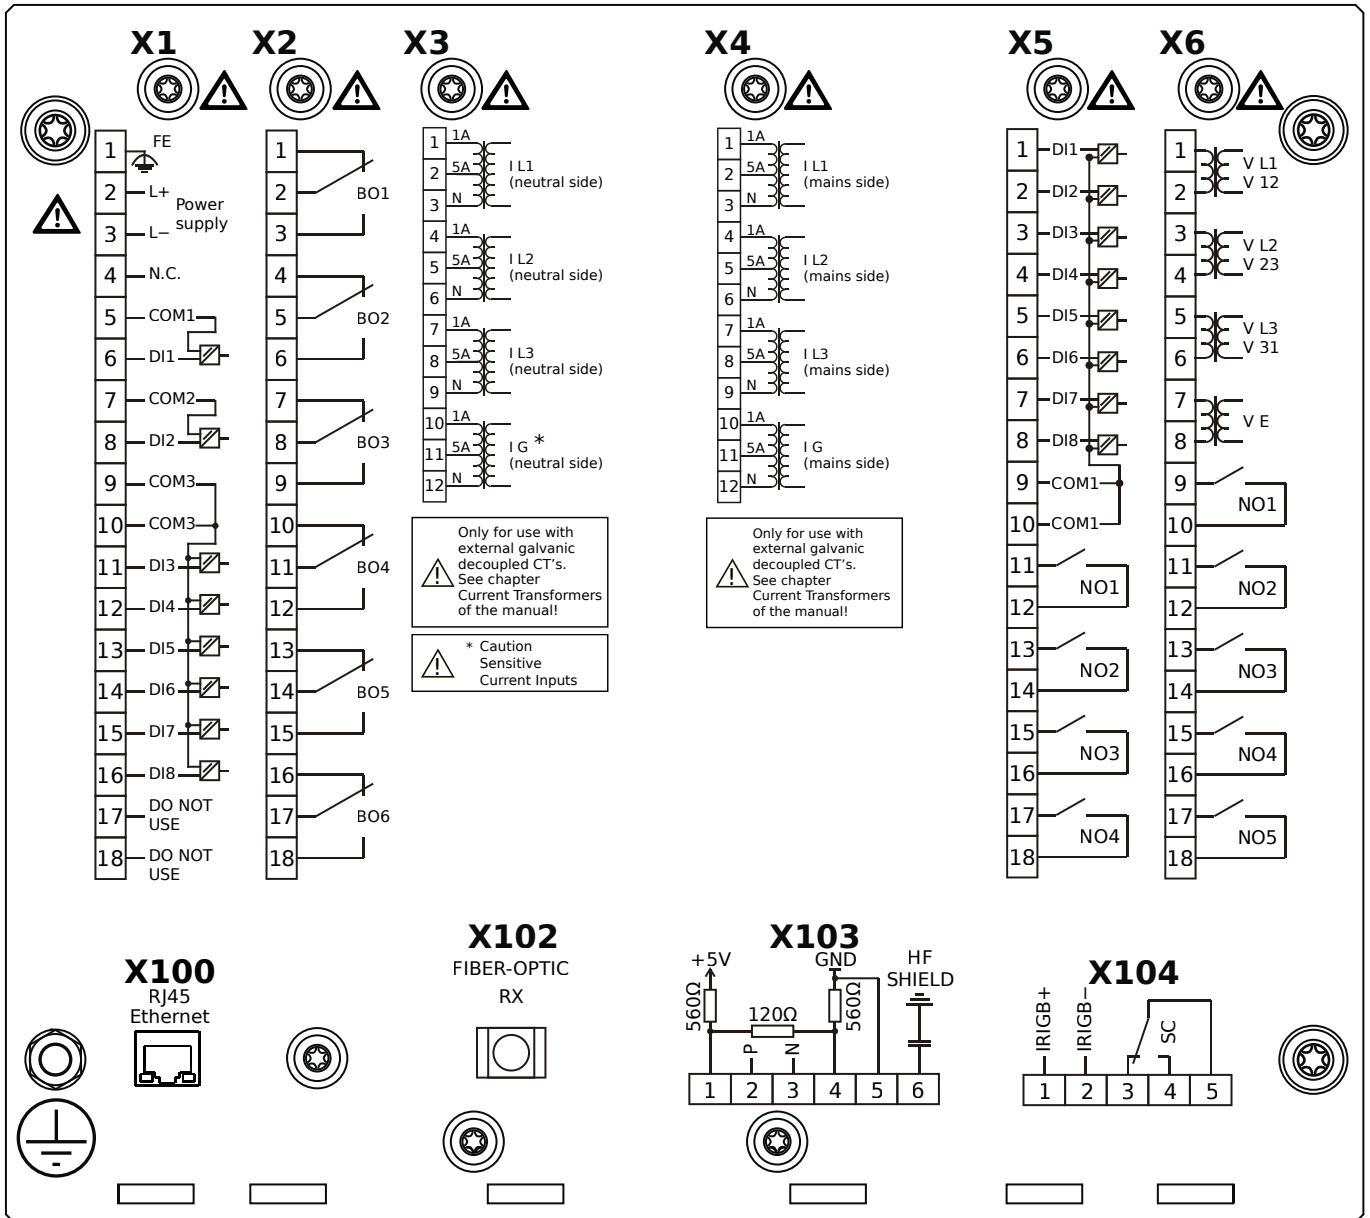 X1
X2
X3
X4
X5
X6
1
FE
2
L+
Power
supply
3
L−
4
N.C.
5
COM1
6
DI1
7
COM2
8
DI2
9
COM3
10
COM3
11
DI3
12
DI4
13
DI5
14
DI6
15
DI7
16
DI8
17
DO NOT
USE
18
DO NOT
USE
1
2
BO1
3
4
5
BO2
6
7
8
BO3
9
10
11
BO4
12
13
14
BO5
15
16
17
BO6
18
1
1A
2
5A
3
N
I L1
(neutral side)
4
1A
5
5A
6
N
I L2
(neutral side)
7
1A
8
5A
9
N
I L3
(neutral side)
10
1A
11
5A
12
N
I G *
(neutral side)
Only for use with
external galvanic
decoupled CT’s.
See chapter
Current Transformers
of the manual!
* Caution
Sensitive
Current Inputs
1
1A
2
5A
3
N
I L1
(mains side)
4
1A
5
5A
6
N
I L2
(mains side)
7
1A
8
5A
9
N
I L3
(mains side)
10
1A
11
5A
12
N
I G
(mains side)
Only for use with
external galvanic
decoupled CT’s.
See chapter
Current Transformers
of the manual!
1
DI1
2
DI2
3
DI3
4
DI4
5
DI5
6
DI6
7
DI7
8
DI8
9
COM1
10
COM1
11
NO1
12
13
NO2
14
15
NO3
16
17
NO4
18
1
V L1
V 12
2
3
V L2
V 23
4
5
V L3
V 31
6
7
V E
8
9
NO1
10
11
NO2
12
13
NO3
14
15
NO4
16
17
NO5
18
X100
RJ45
Ethernet
X102
FIBER-OPTIC
RX
X103
+5V
GND
HF
SHIELD
560Ω
120Ω
560Ω
P
N
1 2 3 4 5 6
X104
IRIGB+
IRIGB−
SC
1 2 3 4 5